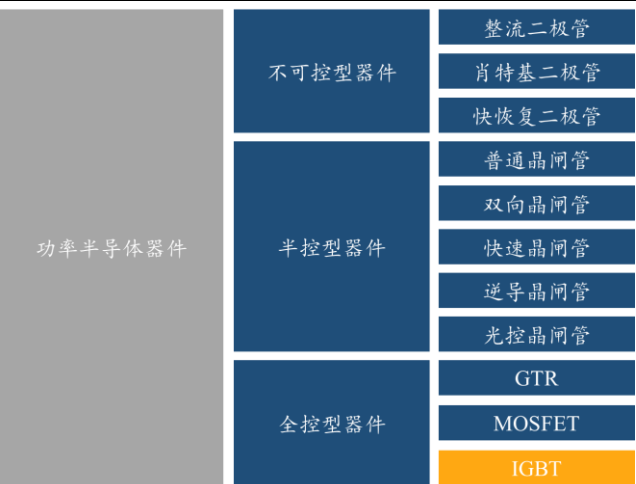 功率半导体器件
不可控型器件
整流二极管
肖特基二极管
快恢复二极管
半控型器件
普通晶闸管
双向晶闸管
快速晶闸管
逆导晶闸管
光控晶闸管
全控型器件
GTR
MOSFET
IGBT